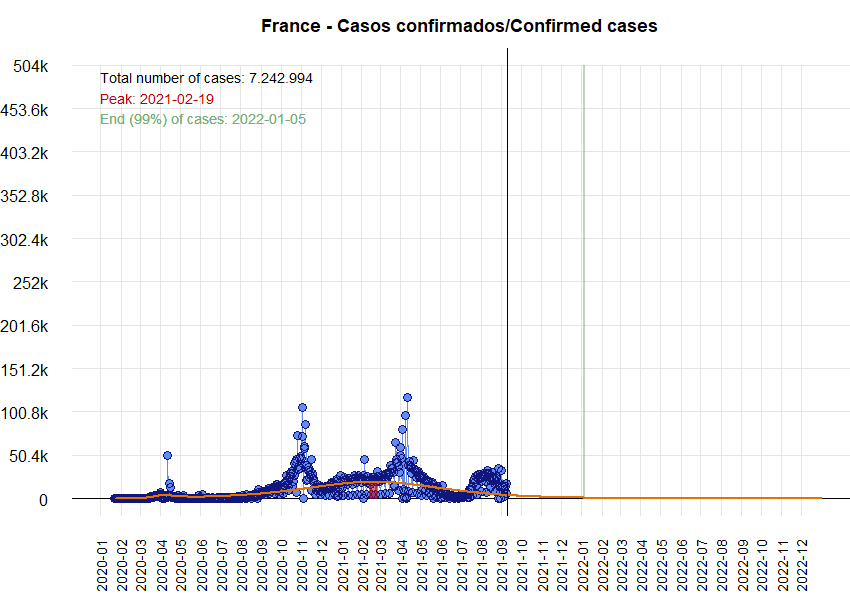 France - Casos confirmados/Confirmed cases
504k
Total number of cases: 7.242.994
Peak: 2021-02-19
453.6k
End (99%) of cases: 2022-01-05
403.2k
352.8k
302.4k
252k
201.6k
151.2k
100.8k
50.4k
0
2020-01
2020-02
2020-03
2020-04
2020-05
2020-06
2020-07
2020-08
2020-09
2020-10
2020-11
2020-12
2021-01
2021-02
2021-03
2021-04
2021-05
2021-06
2021-07
2021-08
2021-09
2021-10
2021-11
2021-12
2022-01
2022-02
2022-03
2022-04
2022-05
2022-06
2022-07
2022-08
2022-09
2022-10
2022-11
2022-12